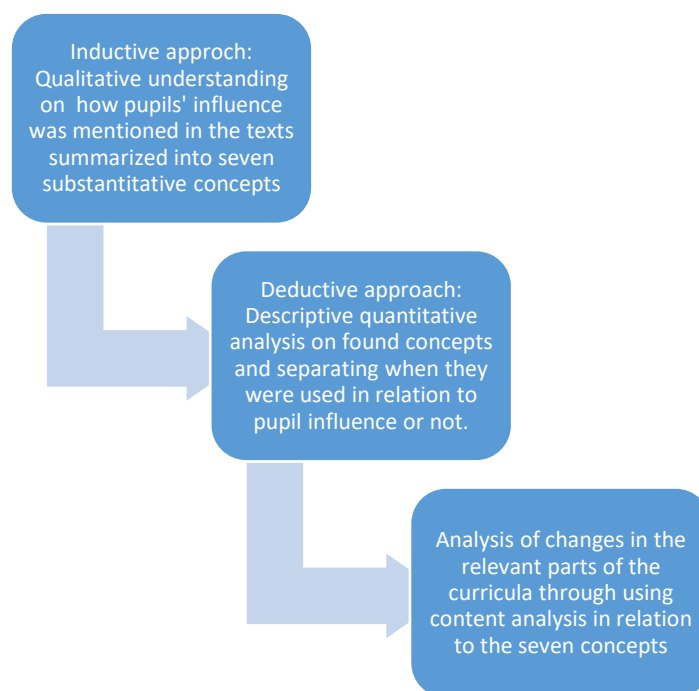 Inductive approch:
Qualitative understanding
on how pupils' influence
was mentioned in the texts
summarized into seven
substantitative concepts
Deductive approach:
Descriptive quantitative
analysis on found concepts
and separating when they
were used in relation to
pupil influence or not.
Analysis of changes in the
relevant parts of the
curricula through using
content analysis in relation
to the seven concepts